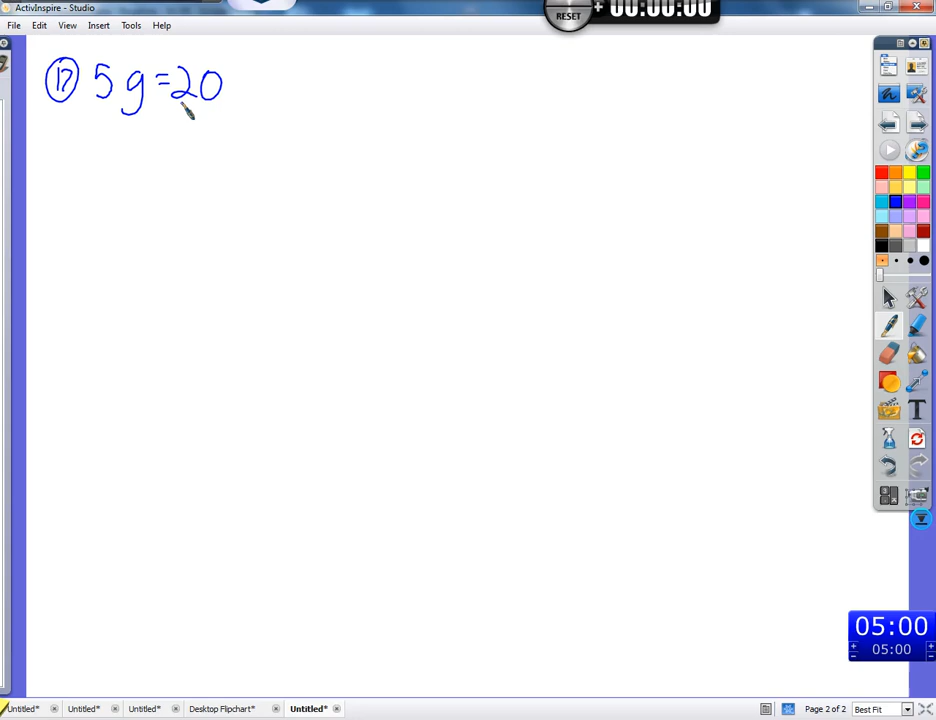 ActivInspire - Studio
RESET
+ 00:00:00
File Edit View Insert Tools Help
⑰ 5 g = 20
05:00
05:00
Untitled* Untitled* Untitled* Desktop Flipchart* Untitled* Page 2 of 2 Best Fit